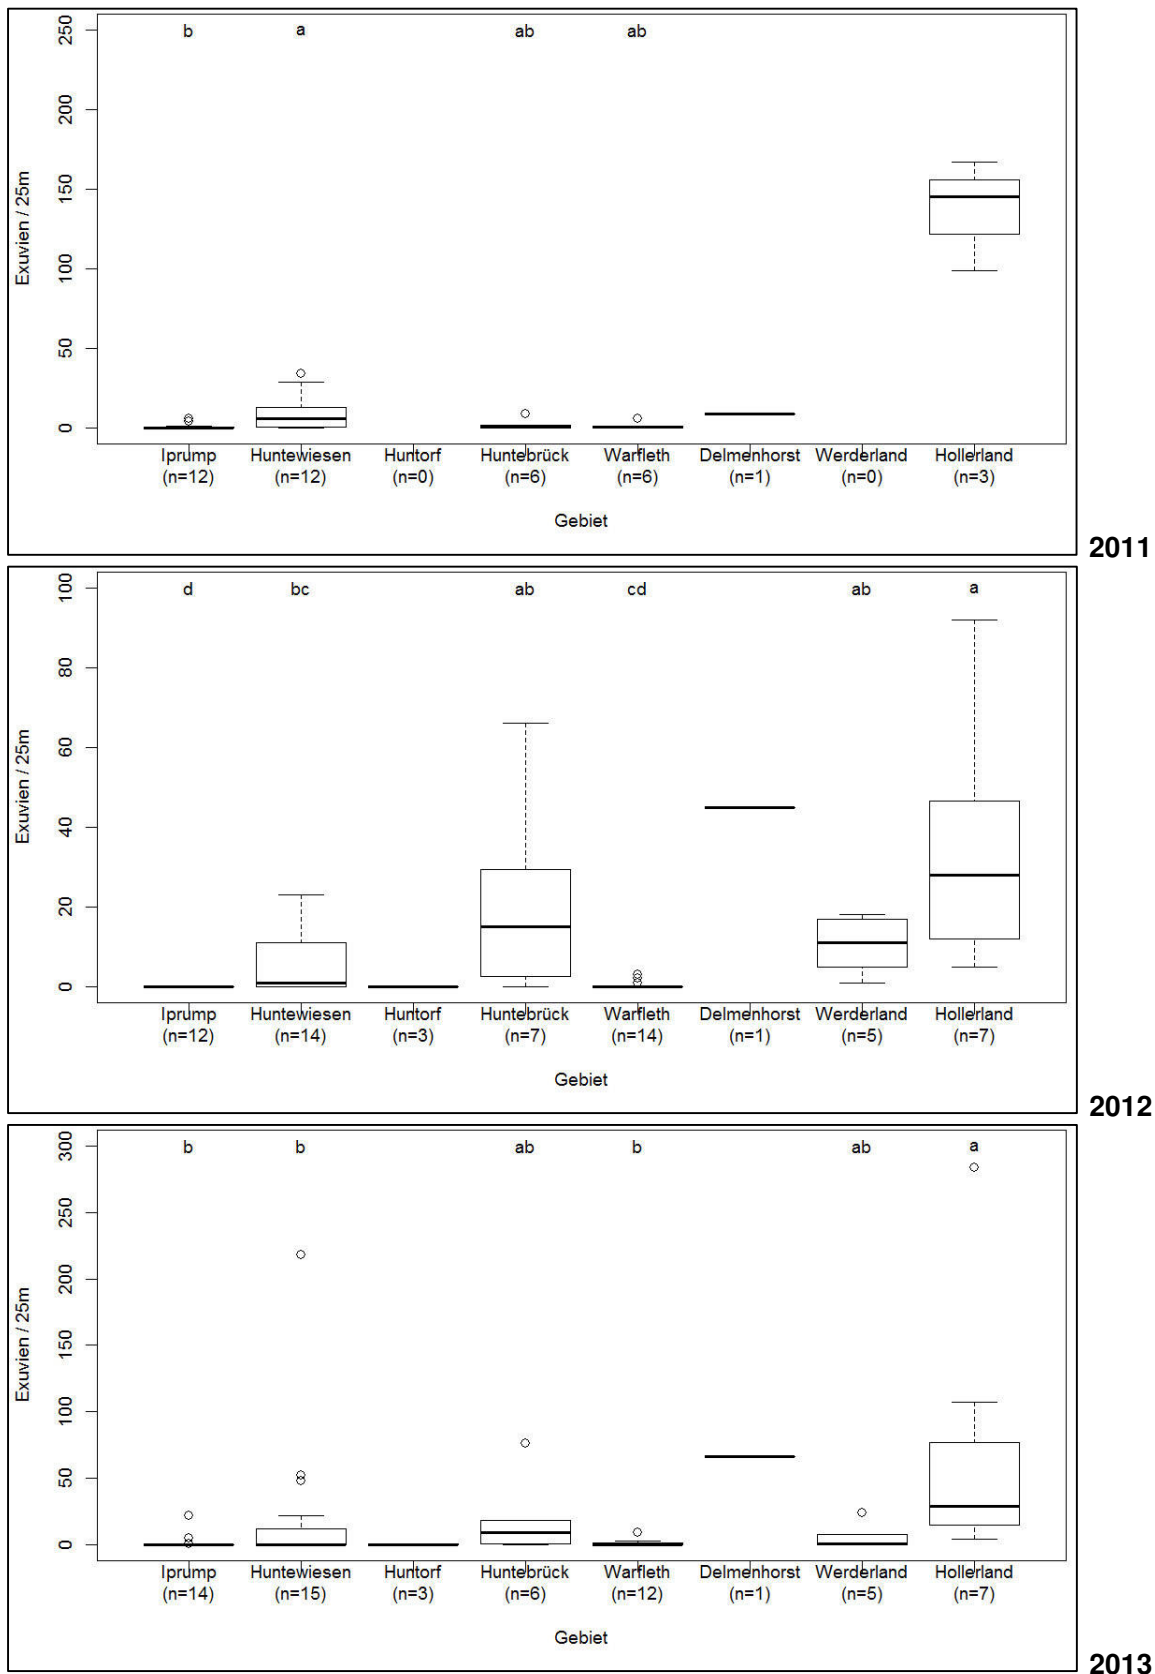 b a ab ab
250
200
150
100
50
0
Exuvien / 25m
Iprump Huntewiesen Huntorf Huntebrück Warfleth Delmenhorst Werderland Hollerland
(n=12) (n=12) (n=0) (n=6) (n=6) (n=1) (n=0) (n=3)
Gebiet
2011
d bc ab cd ab a
100
80
60
40
20
0
Exuvien / 25m
Iprump Huntewiesen Huntorf Huntebrück Warfleth Delmenhorst Werderland Hollerland
(n=12) (n=14) (n=3) (n=7) (n=14) (n=1) (n=5) (n=7)
Gebiet
2012
b b ab b ab a
300
250
200
150
100
50
0
Exuvien / 25m
Iprump Huntewiesen Huntorf Huntebrück Warfleth Delmenhorst Werderland Hollerland
(n=14) (n=15) (n=3) (n=6) (n=12) (n=1) (n=5) (n=7)
Gebiet
2013